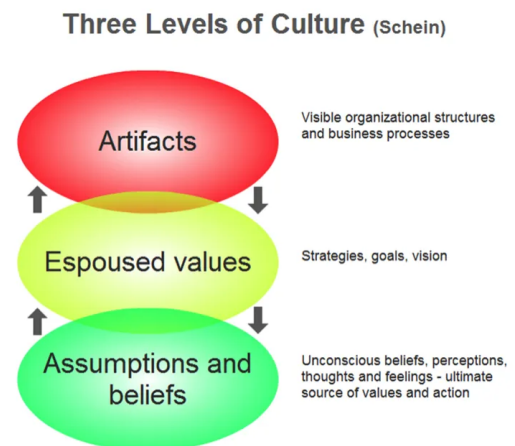 Three Levels of Culture (Schein)
Artifacts
Visible organizational structures
and business processes
Espoused values
Strategies, goals, vision
Assumptions and
beliefs
Unconscious beliefs, perceptions,
thoughts and feelings - ultimate
source of values and action